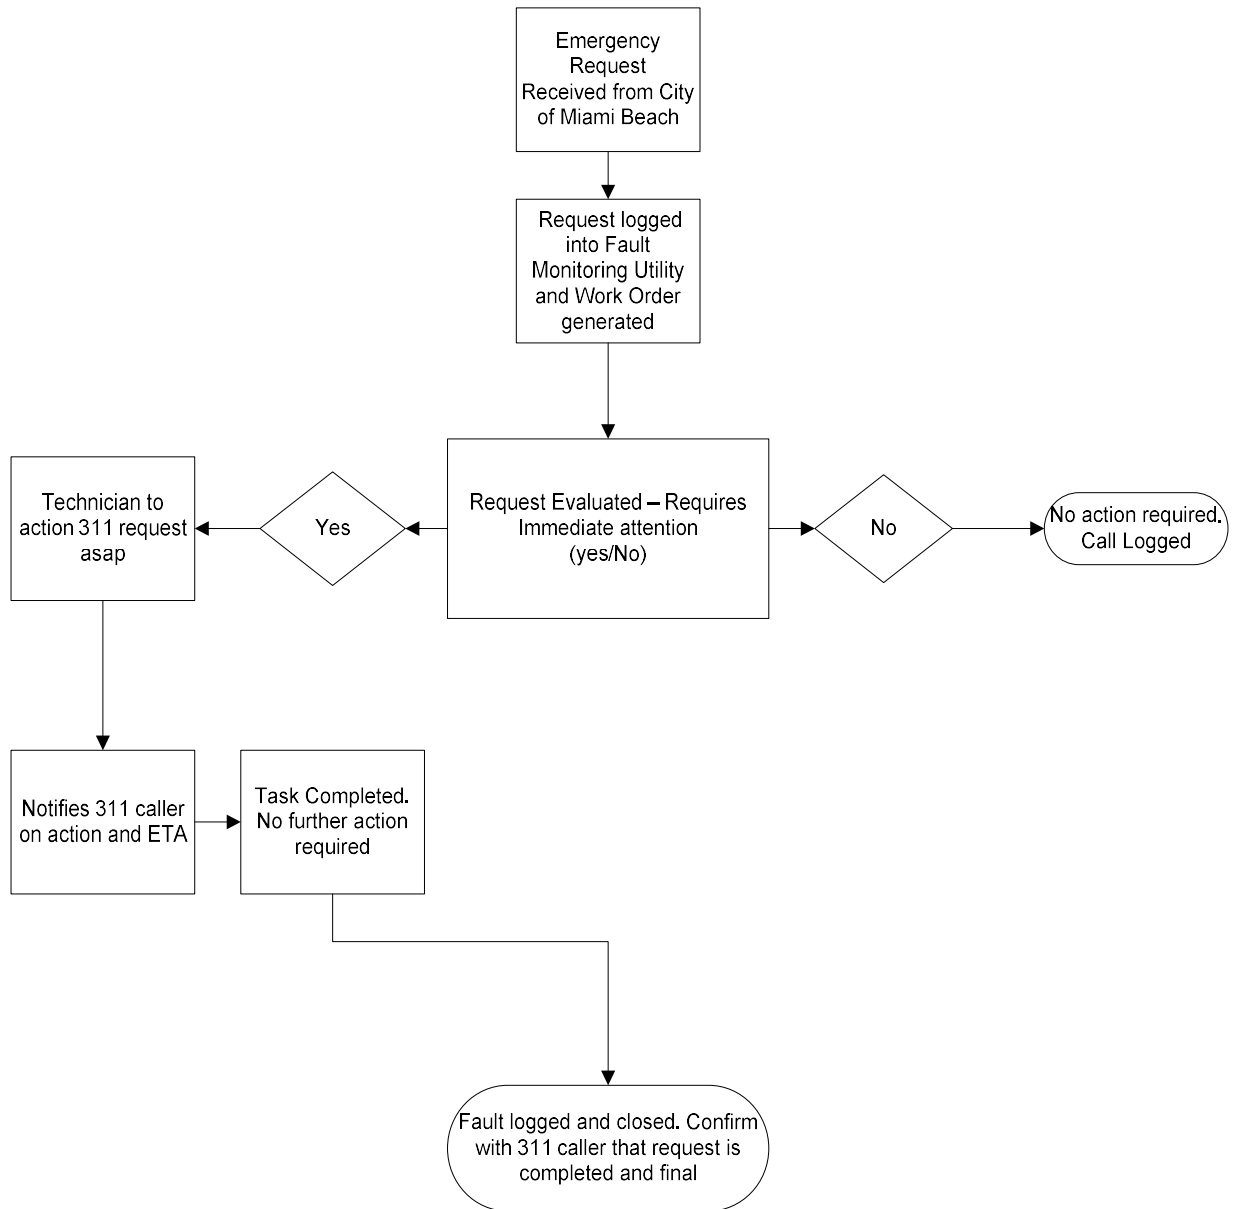 Emergency
Request
Received from City
of Miami Beach
Request logged
into Fault
Monitoring Utility
and Work Order
generated
Technician to
action 311 request
asap
Yes
Request Evaluated – Requires
Immediate attention
(yes/No)
No
No action required.
Call Logged
Notifies 311 caller
on action and ETA
Task Completed.
No further action
required
Fault logged and closed. Confirm
with 311 caller that request is
completed and final